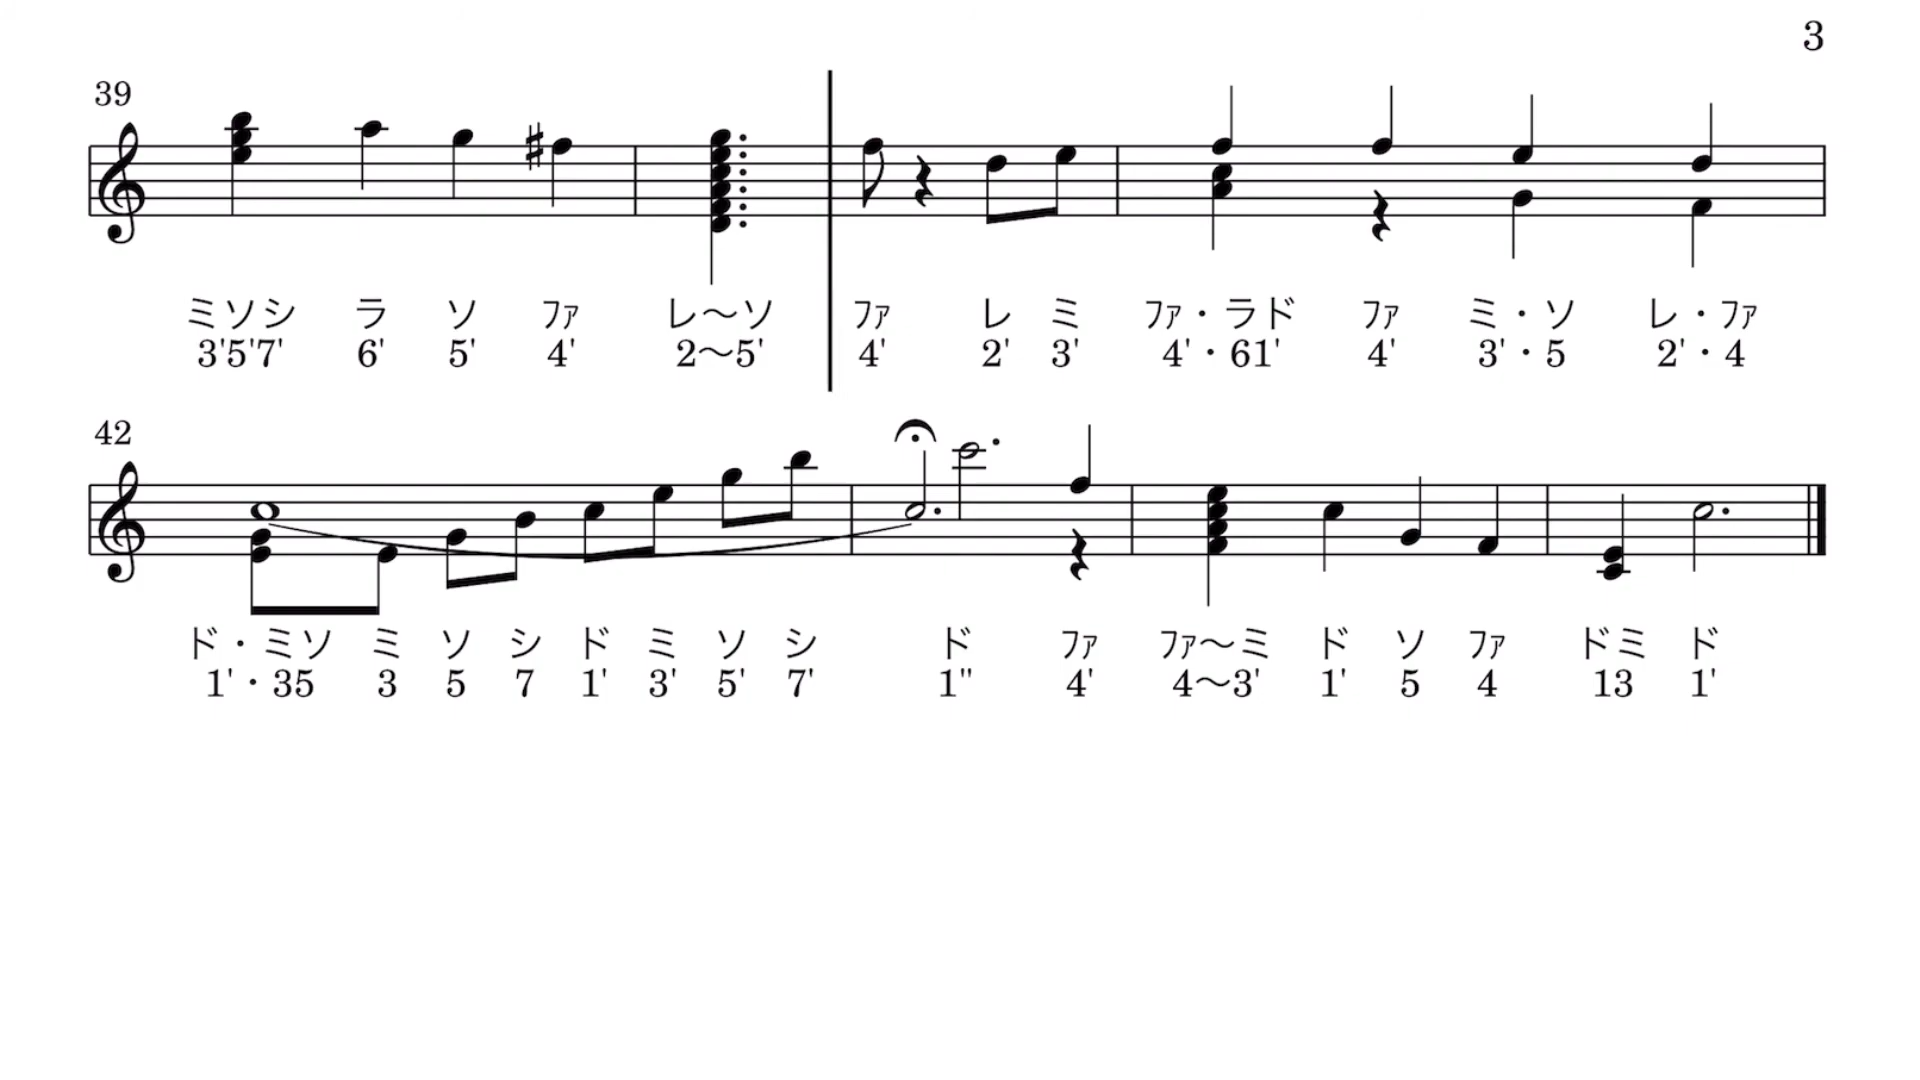 3
39
ミソシ ラ ソ ファ レ〜ソ ファ レ ミ ファ・ラド ファ ミ・ソ レ・ファ
3'5'7' 6' 5' 4' 2〜5' 4' 2' 3' 4'・61' 4' 3'・5 2'・4
42
ド・ミソ ミ ソ シ ド ミ ソ シ ド ファ ファ〜ミ ド ソ ファ ドミ ド
1'・35 3 5 7 1' 3' 5' 7' 1" 4' 4〜3' 1' 5 4 13 1'